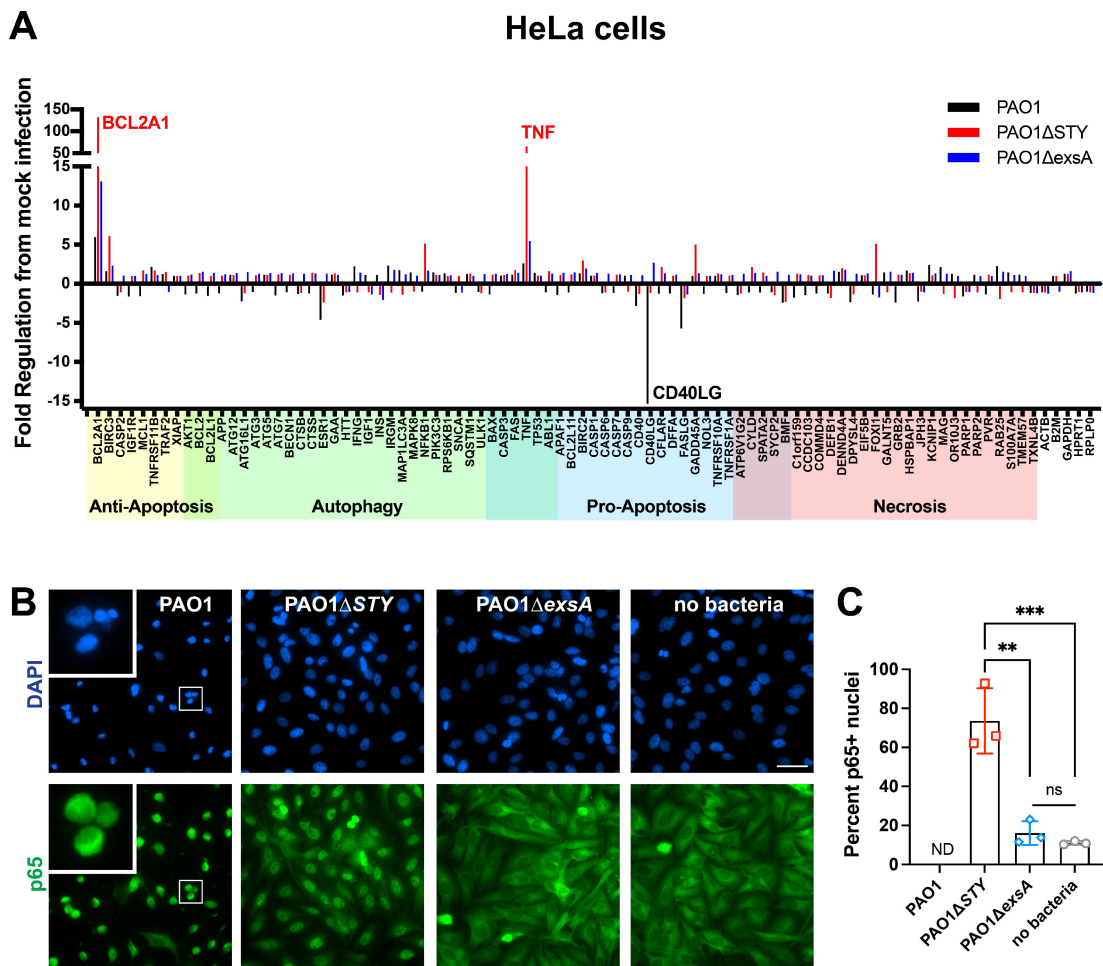 A
HeLa cells
Fold Regulation from mock infection
150
100
50
15
10
5
0
-5
-10
-15
BCL2A1
TNF
CD40LG
PAO1
PAO1ΔSTY
PAO1ΔexsA
BCL2A1
BIRC3
CASP2
IGF1R
MCL1
TNFRSF11B
TRAF2
XIAP
AKT1
BCL2
BCL2L1
APP
ATG12
ATG16L1
ATG3
ATG5
ATG7
BECN1
CTSB
CTSS
ESR1
GAA
HTT
IFNG
IGF1
INS
IRGM
MAP1LC3A
MAPK8
NFKB1
PIK3C3
RPS6KB1
SNCA
SQSTM1
ULK1
BAX
CASP3
FAS
TNF
TP53
ABL1
APAF1
BCL2L11
BIRC2
CASP1
CASP6
CASP7
CASP9
CD40
CD40LG
CFLAR
DFFA
FASLG
GADD45A
NOL3
TNFRSF10A
TNFRSF1A
ATP6V1G2
CYLD
SPATA2
SYCP2
BMF
C1orf159
CCDC103
COMMD4
DEFB1
DENND4A
DPYSL4
EIF5B
FOXI1
GALNT5
GRB2
HSPBAP1
JPH3
KCNIP1
MAG
OR10J3
PARP1
PARP2
PVR
RAB25
S100A7A
TMEM57
TXNL4B
ACTB
B2M
GAPDH
HPRT1
RPLP0
Anti-Apoptosis
Autophagy
Pro-Apoptosis
Necrosis
B
DAPI
p65
PAO1
PAO1ΔSTY
PAO1ΔexsA
no bacteria
C
Percent p65+ nuclei
100
80
60
40
20
0
***
**
ns
ND
PAO1
PAO1ΔSTY
PAO1ΔexsA
no bacteria